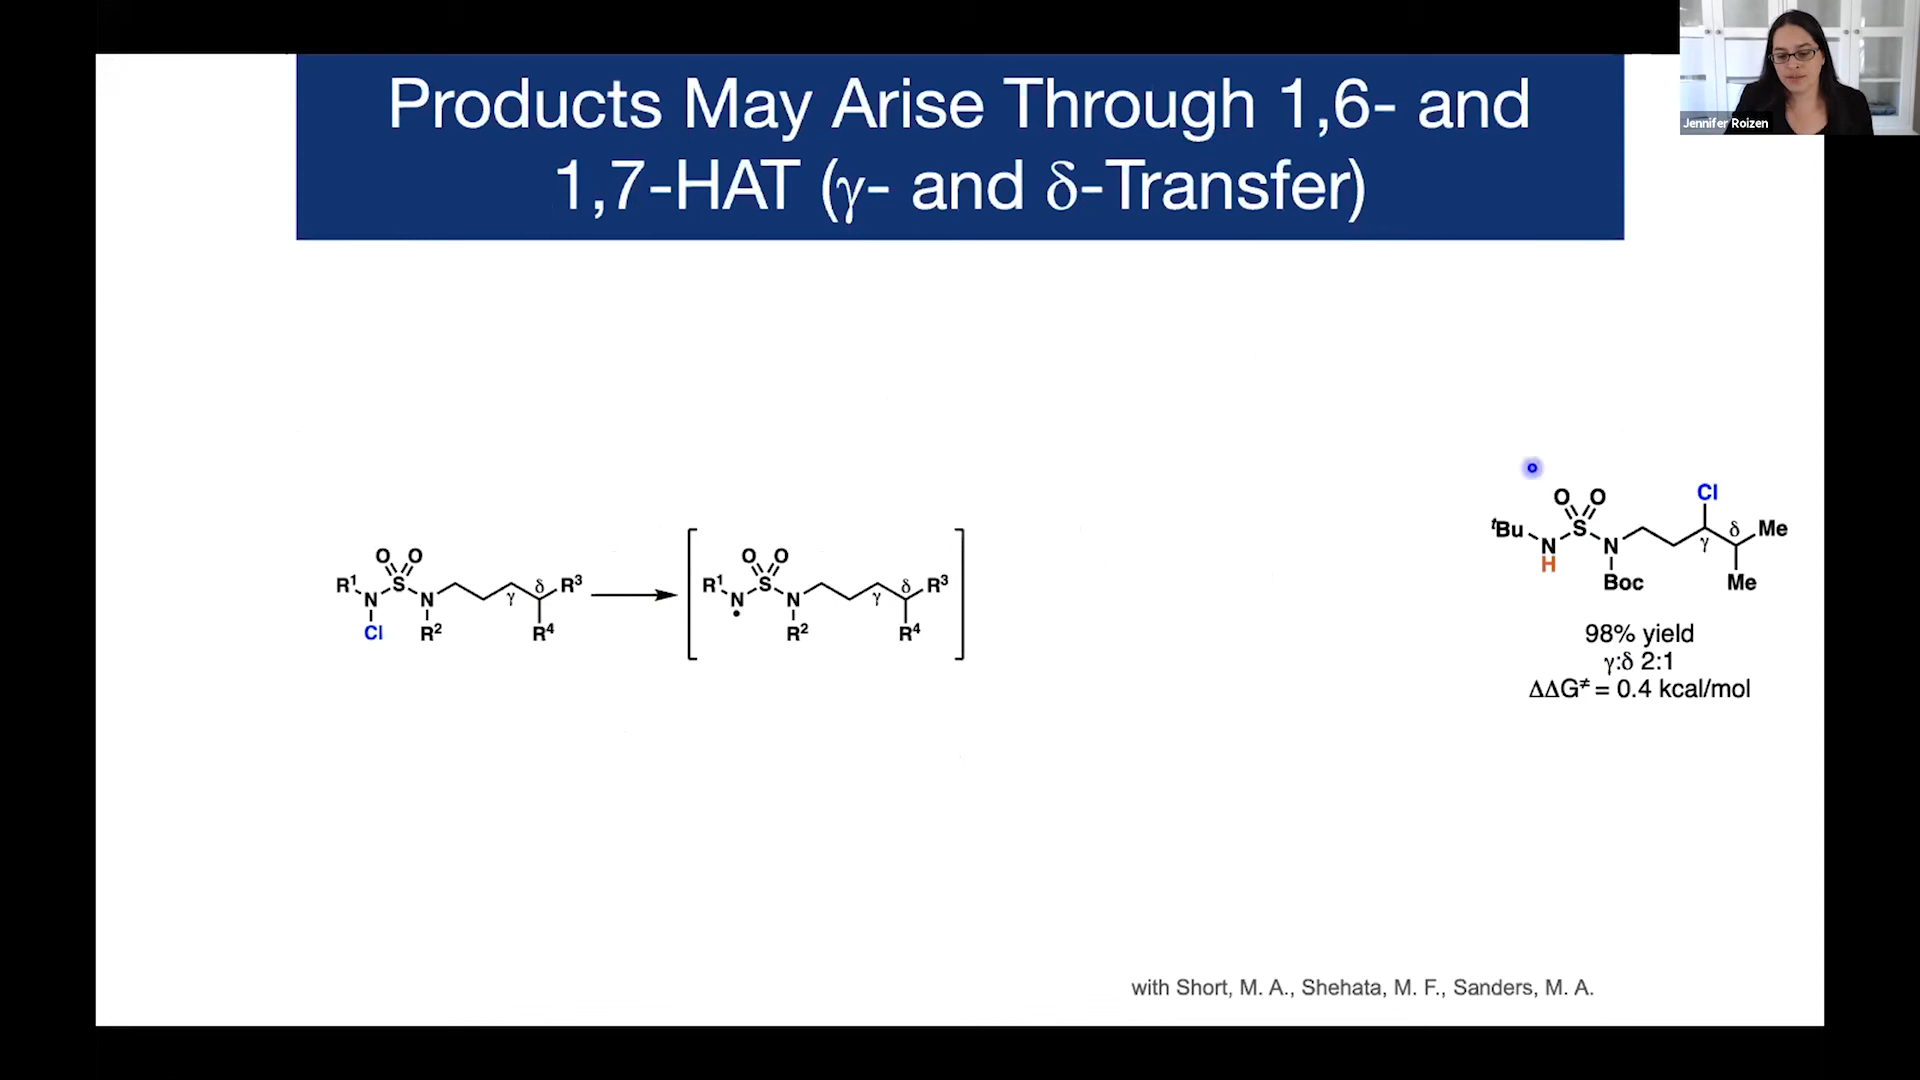 Products May Arise Through 1,6- and
1,7-HAT (γ- and δ-Transfer)
Jennifer Roizen
O O
R¹ N S N γ δ R³
Cl R² R⁴
O O
R¹ N S N γ δ R³
• R² R⁴
O O Cl
ᵗBu N S N γ δ Me
H Boc Me
98% yield
γ:δ 2:1
ΔΔG≠ = 0.4 kcal/mol
with Short, M. A., Shehata, M. F., Sanders, M. A.